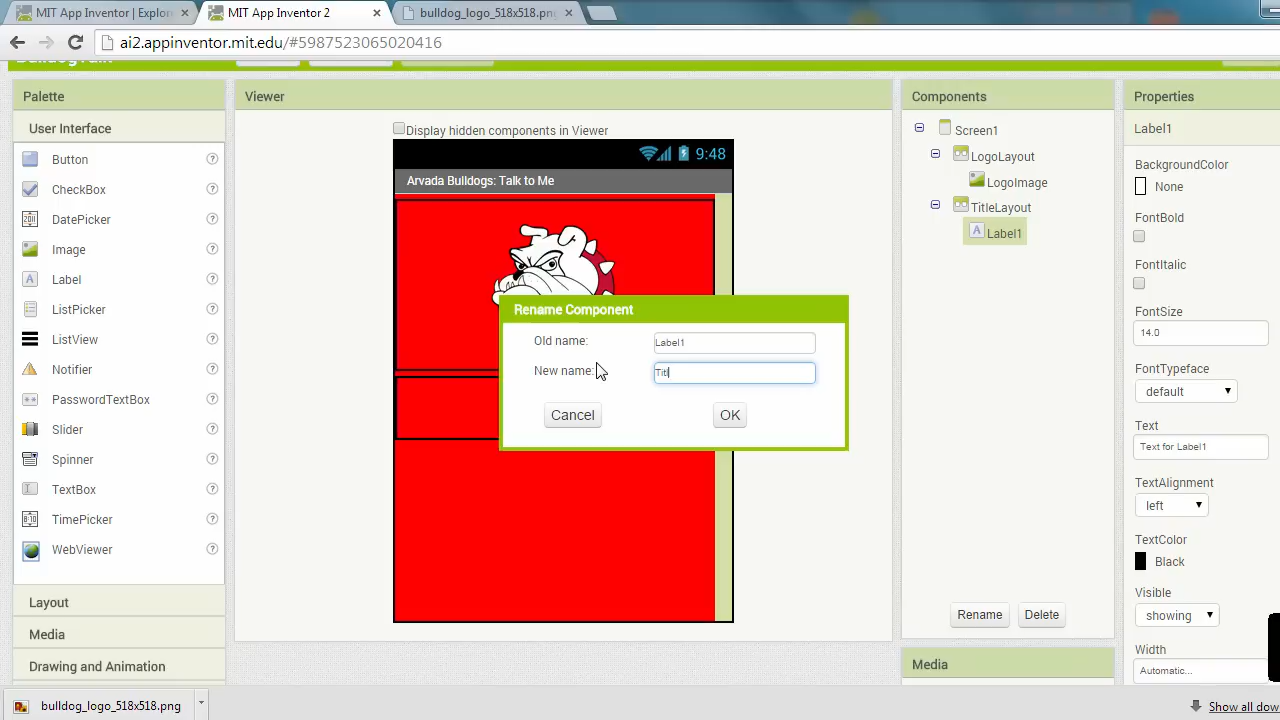 MIT App Inventor | Explor
MIT App Inventor 2
bulldog_logo_518x518.png
ai2.appinventor.mit.edu/#5987523065020416
Palette
Viewer
Components
Properties
User Interface
Button
CheckBox
DatePicker
Image
Label
ListPicker
ListView
Notifier
PasswordTextBox
Slider
Spinner
TextBox
TimePicker
WebViewer
Layout
Media
Drawing and Animation
Display hidden components in Viewer
9:48
Arvada Bulldogs: Talk to Me
Rename Component
Old name:
Label1
New name:
Titl
Cancel
OK
Screen1
LogoLayout
LogoImage
TitleLayout
Label1
Rename
Delete
Media
Label1
BackgroundColor
None
FontBold
FontItalic
FontSize
14.0
FontTypeface
default
Text
Text for Label1
TextAlignment
left
TextColor
Black
Visible
showing
Width
Automatic...
bulldog_logo_518x518.png
Show all dow